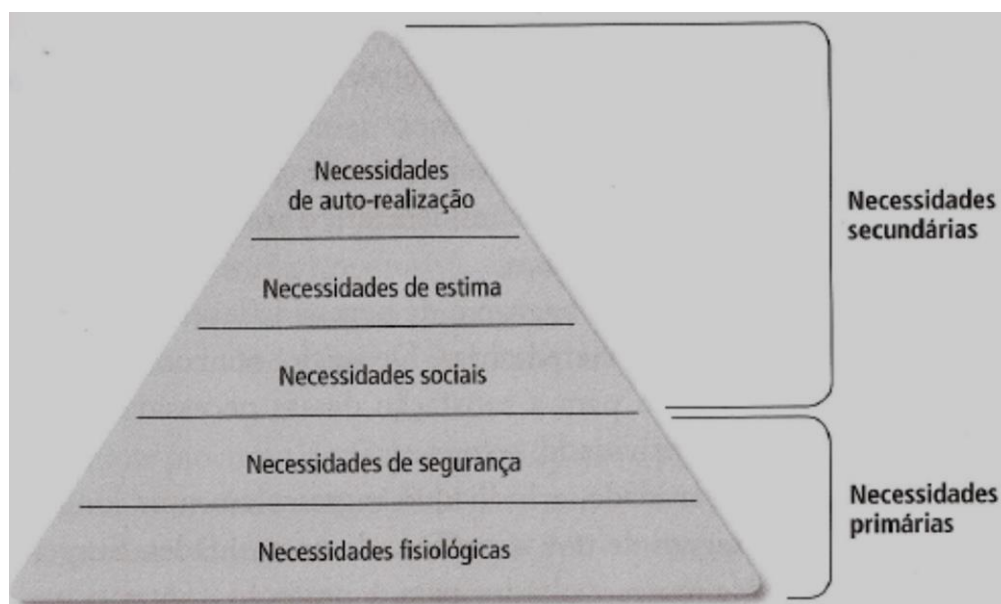 Necessidades
de auto-realização
Necessidades de estima
Necessidades sociais
Necessidades de segurança
Necessidades fisiológicas
Necessidades
secundárias
Necessidades
primárias